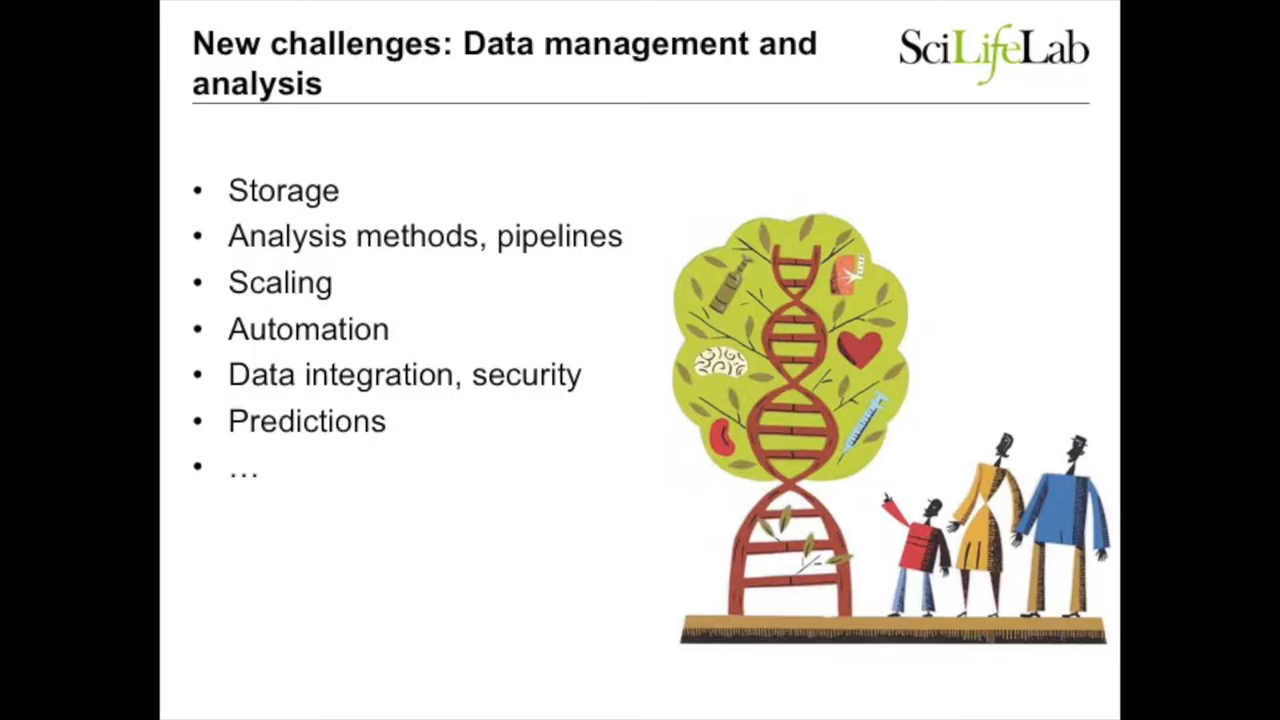 New challenges: Data management and
analysis
SciLifeLab
• Storage
• Analysis methods, pipelines
• Scaling
• Automation
• Data integration, security
• Predictions
• …